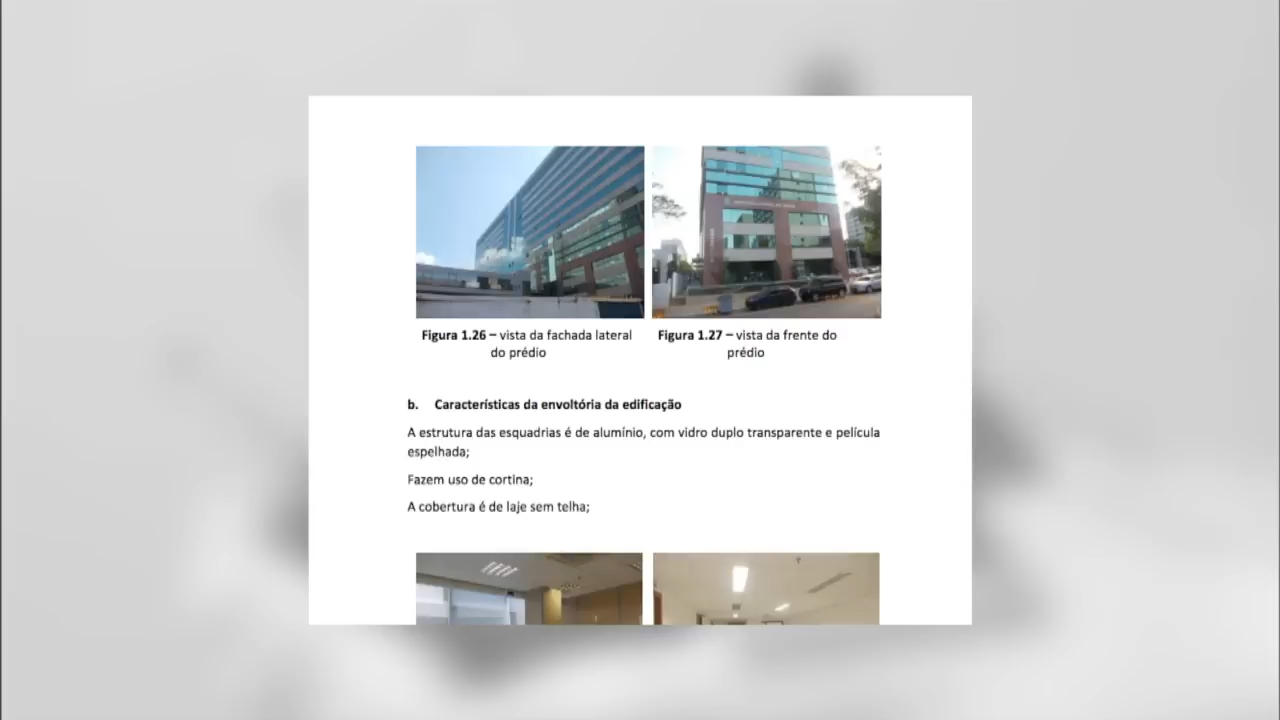 Figura 1.26 – vista da fachada lateral
do prédio
Figura 1.27 – vista da frente do
prédio
b. Características da envoltória da edificação
A estrutura das esquadrias é de alumínio, com vidro duplo transparente e película
espelhada;
Fazem uso de cortina;
A cobertura é de laje sem telha;